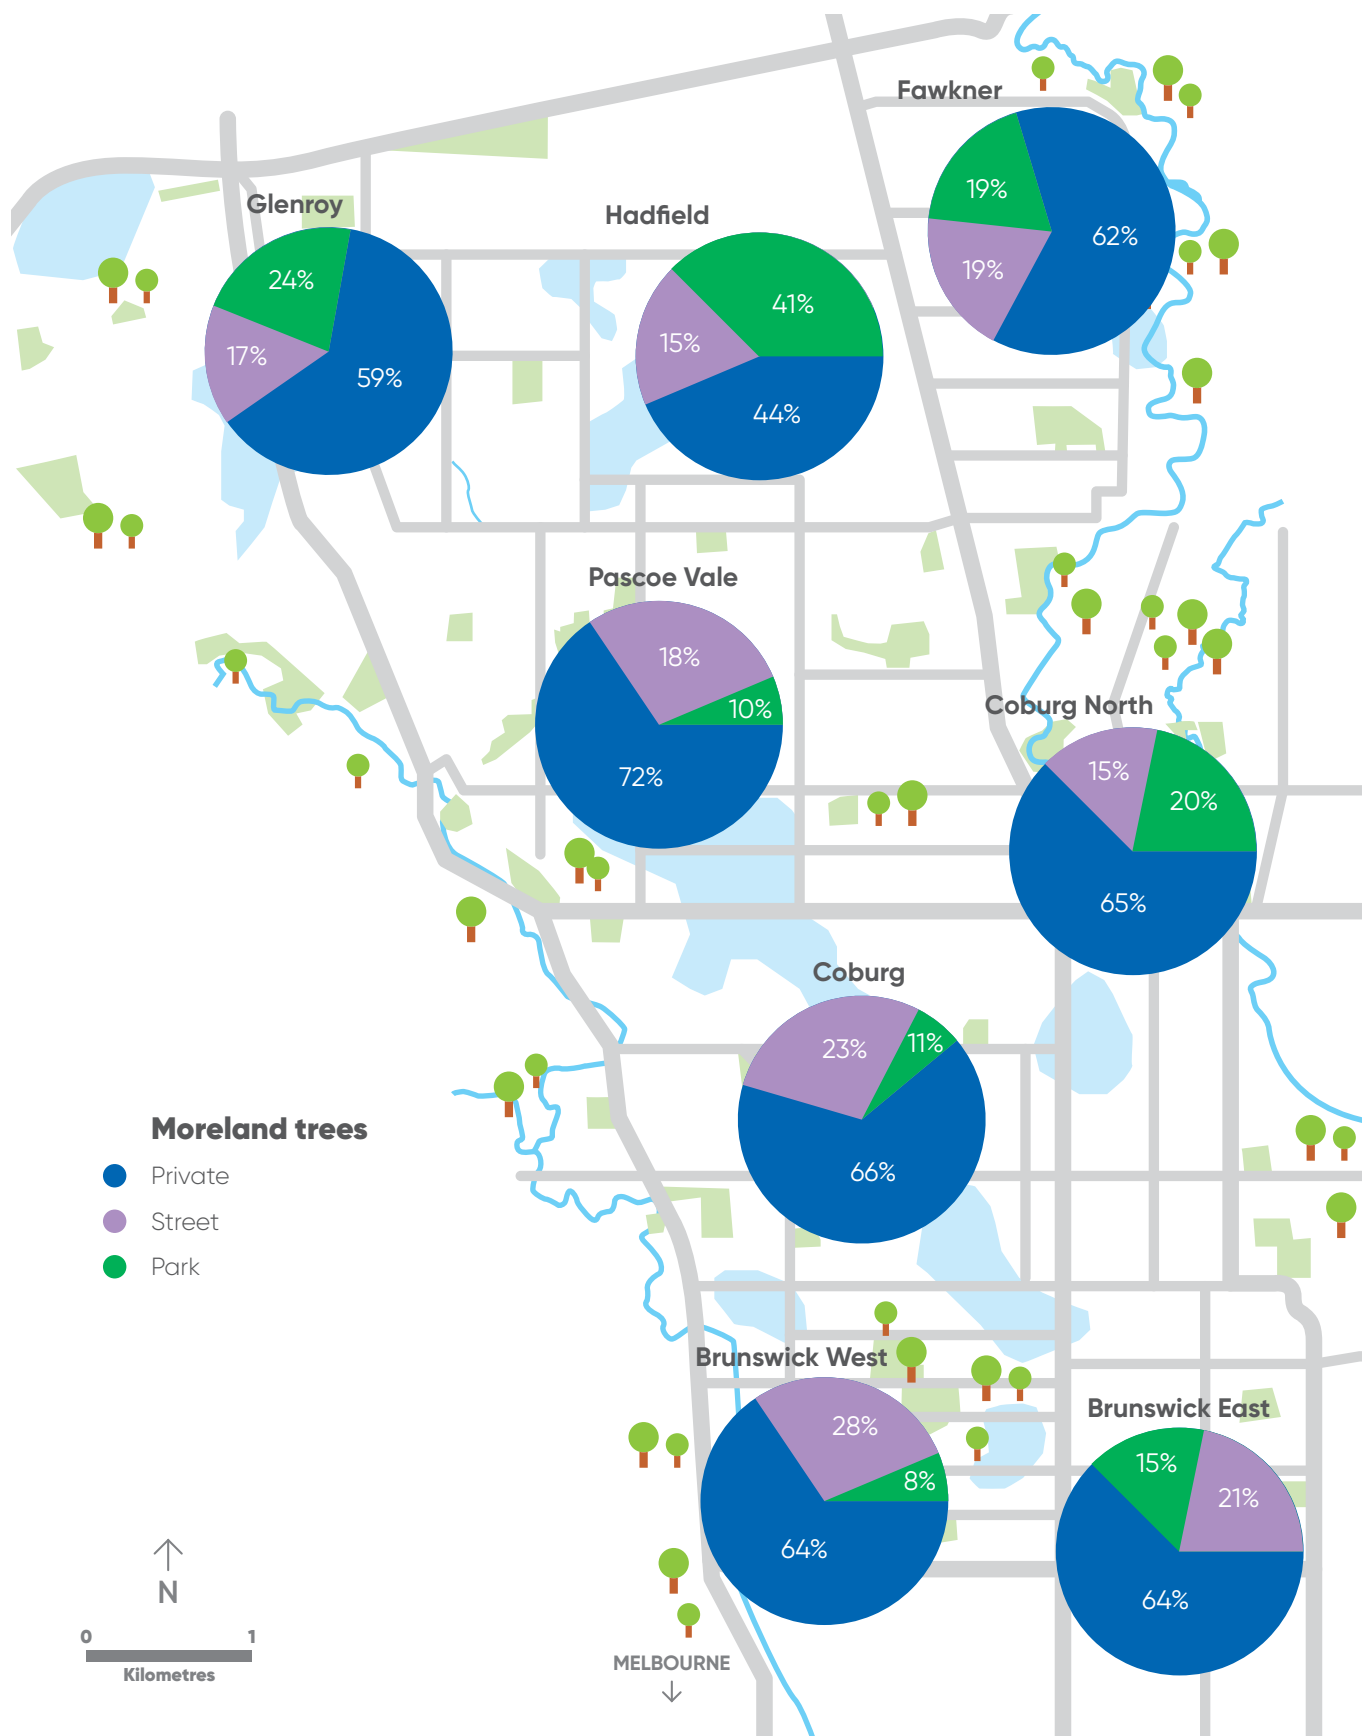 Fawkner
19%
62%
19%
Glenroy
24%
17%
59%
Hadfield
41%
15%
44%
Pascoe Vale
18%
10%
72%
Coburg North
15%
20%
65%
Coburg
23%
11%
66%
Moreland trees
Private
Street
Park
Brunswick West
28%
8%
64%
Brunswick East
15%
21%
64%
N
0 1
Kilometres
MELBOURNE